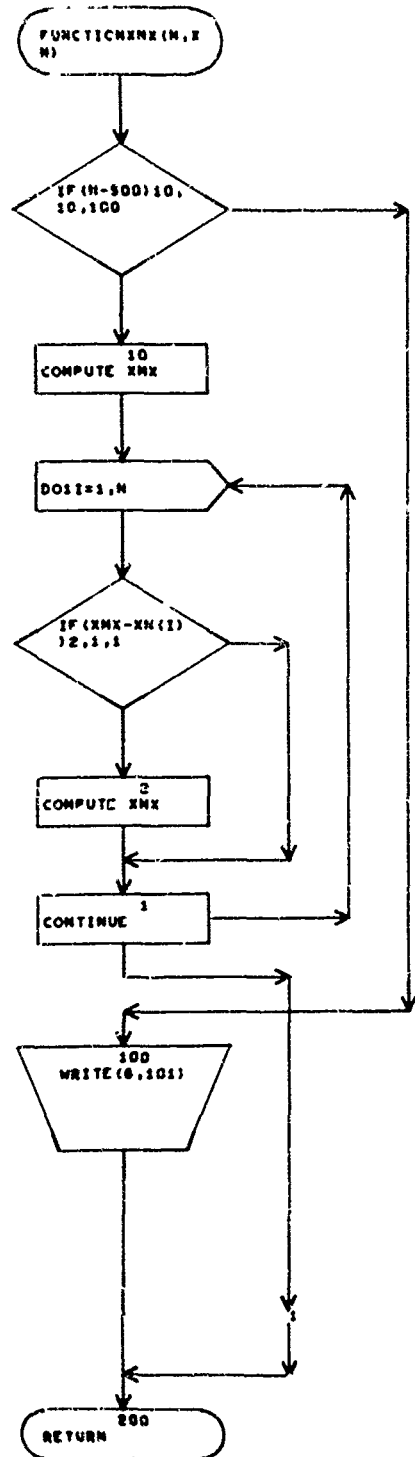 FUNCTIONXMX(N,X
N)
IF(N-500)10,
10,100
10
COMPUTE XMX
DO1I=1,N
IF(XMX-XN(I)
)2,1,1
2
COMPUTE XMX
1
CONTINUE
100
WRITE(6,101)
200
RETURN